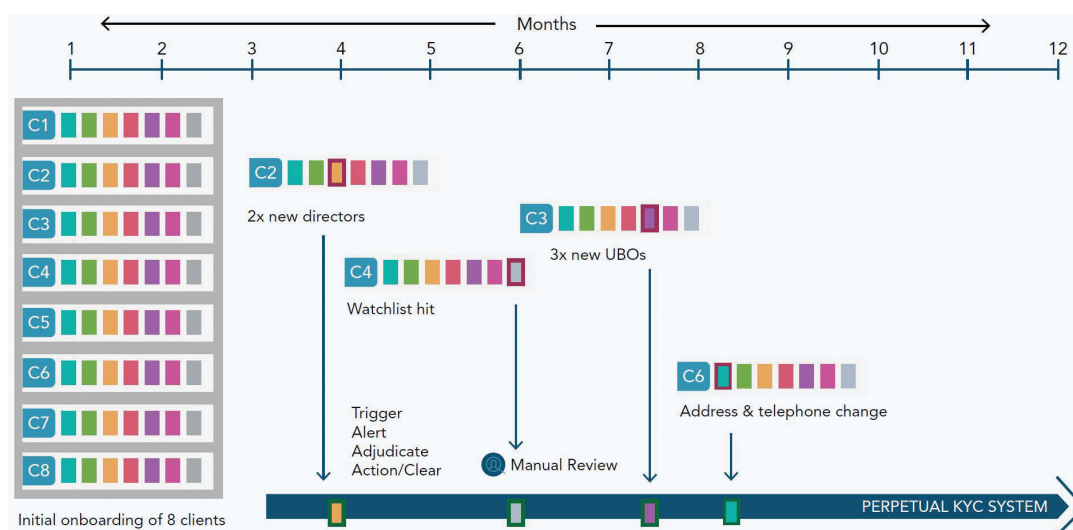 Months
1 2 3 4 5 6 7 8 9 10 11 12
C1
C2
C3
C4
C5
C6
C7
C8
Initial onboarding of 8 clients
C2
2x new directors
C3
3x new UBOs
C4
Watchlist hit
C6
Address & telephone change
Trigger
Alert
Adjudicate
Action/Clear
Manual Review
PERPETUAL KYC SYSTEM